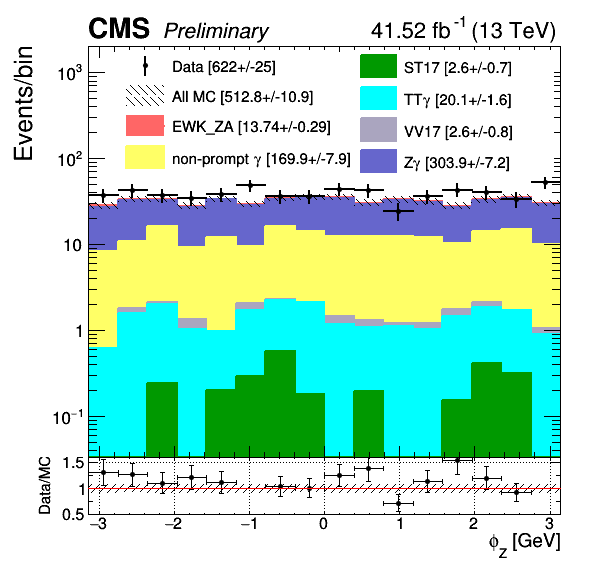 CMS Preliminary 41.52 fb⁻¹ (13 TeV)
Events/bin
10³
10²
10
1
10⁻¹
Data [622+/-25]
All MC [512.8+/-10.9]
EWK_ZA [13.74+/-0.29]
non-prompt γ [169.9+/-7.9]
ST17 [2.6+/-0.7]
TTγ [20.1+/-1.6]
VV17 [2.6+/-0.8]
Zγ [303.9+/-7.2]
Data/MC
1.5
1
0.5
−3 −2 −1 0 1 2 3
ϕ_Z [GeV]